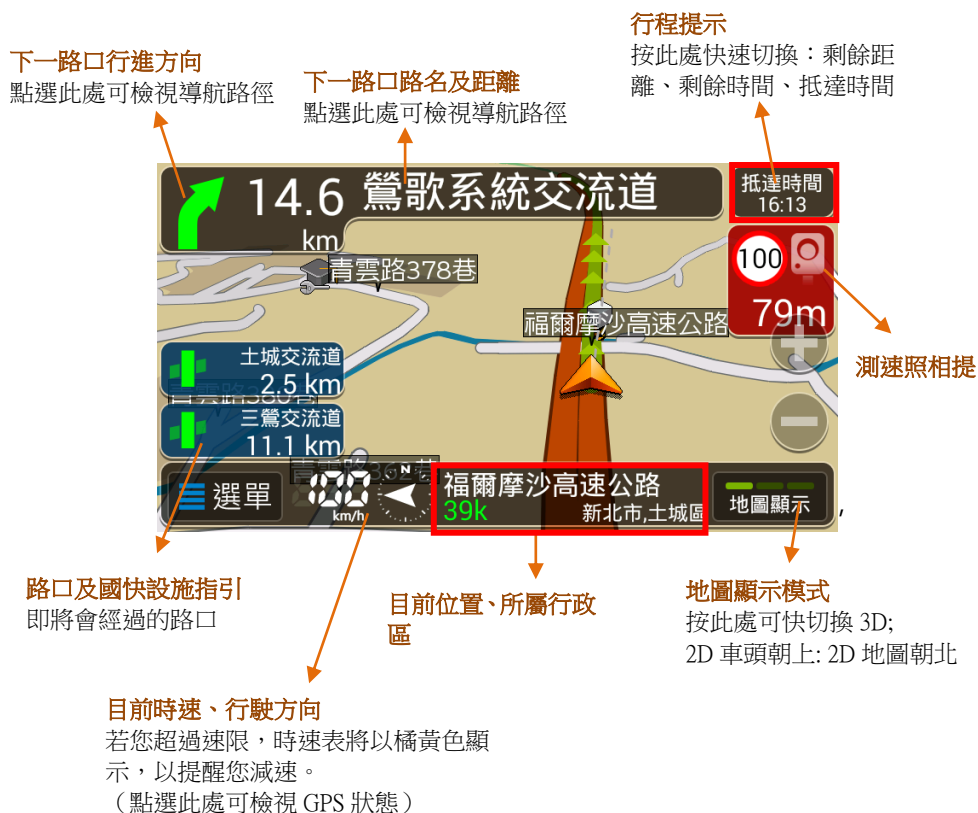 行程提示
按此處快速切換：剩餘距
離、剩餘時間、抵達時間
下一路口行進方向
點選此處可檢視導航路徑
下一路口路名及距離
點選此處可檢視導航路徑
14.6 km
鶯歌系統交流道
抵達時間
16:13
青雲路378巷
100
79m
福爾摩沙高速公路
測速照相提
土城交流道
2.5 km
三鶯交流道
11.1 km
選單
100
km/h
N
福爾摩沙高速公路
39k
新北市,土城區
地圖顯示
,
路口及國快設施指引
即將會經過的路口
目前位置、所屬行政
區
地圖顯示模式
按此處可快切換 3D;
2D 車頭朝上: 2D 地圖朝北
目前時速、行駛方向
若您超過速限，時速表將以橘黃色顯
示，以提醒您減速。
（點選此處可檢視 GPS 狀態）